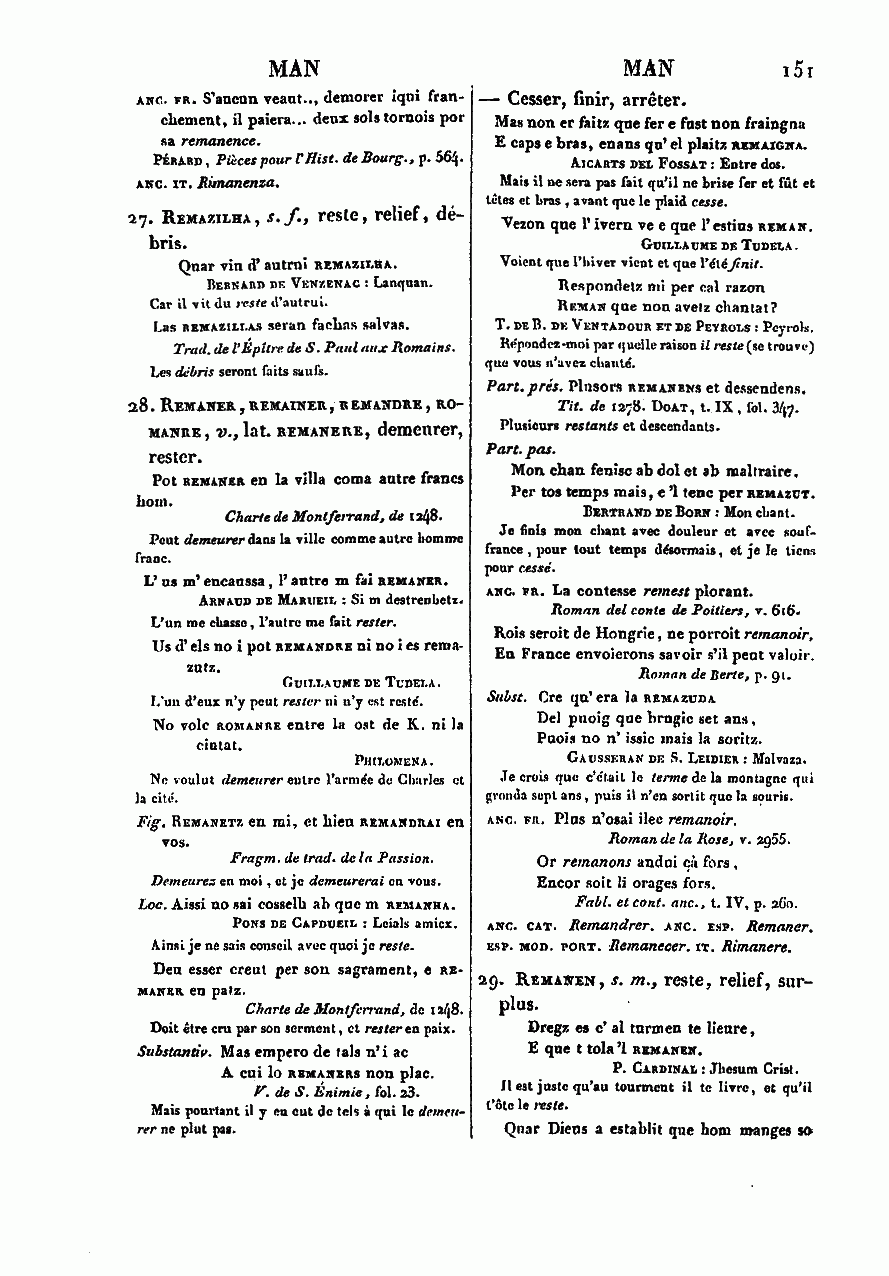 MAN
MAN 151
ANC. FR. S'aucun veant.., demorer iqui fran-
chement, il paiera... deux sols tornois por
sa remanence.
PÉRARD, Pièces pour l'Hist. de Bourg., p. 564.
ANC. IT. Rimanenza.
27. REMAZILHA, s. f., reste, relief, dé-
bris.
Quar viu d'autrui REMAZILHA.
BERNARD DE VENZENAC : Lanquan.
Car il vit du reste d'autrui.
Las REMAZILLAS seran fachas salvas.
Trad. de l'Épître de S. Paul aux Romains.
Les débris seront faits saufs.
28. REMANER, REMAINER, REMANDRE, RO-
MANRE, v., lat. REMANERE, demeurer,
rester.
Pot REMANER en la villa coma autre francs
hom.
Charte de Montferrand, de 1248.
Peut demeurer dans la ville comme autre homme
franc.
L'us m'encaussa, l'autre m fai REMANER.
ARNAUD DE MARUEIL : Si m destrenhetz.
L'un me chasse, l'autre me fait rester.
Us d'els no i pot REMANDRE ni no i es rema-
zutz.
GUILLAUME DE TUDELA.
L'un d'eux n'y peut rester ni n'y est resté.
No volc ROMANRE entre la ost de K. ni la
ciutat.
PHILOMENA.
Ne voulut demeurer entre l'armée de Charles et
la cité.
Fig. REMANETZ en mi, et hieu REMANDRAI en
vos.
Fragm. de trad. de la Passion.
Demeurez en moi, et je demeurerai en vous.
Loc. Aissi no sai cosselh ab que m REMANHA.
PONS DE CAPDUEIL : Leials amicx.
Ainsi je ne sais conseil avec quoi je reste.
Deu esser creut per son sagrament, e RE-
MANER en patz.
Charte de Montferrand, de 1248.
Doit être cru par son serment, et rester en paix.
Substantiv. Mas empero de tals n'i ac
A cui lo REMANERS non plac.
V. de S. Énimie, fol. 23.
Mais pourtant il y en eut de tels à qui le demeu-
rer ne plut pas.
— Cesser, finir, arrêter.
Mas non er faitz que fer e fust non fraingna
E caps e bras, enans qu'el plaitz REMAIGNA.
AICARTS DEL FOSSAT : Entre dos.
Mais il ne sera pas fait qu'il ne brise fer et fût et
têtes et bras, avant que le plaid cesse.
Vezon que l'ivern ve e que l'estius REMAN.
GUILLAUME DE TUDELA.
Voient que l'hiver vient et que l'été finit.
Respondetz mi per cal razon
REMAN que non avetz chantat?
T. DE B. DE VENTADOUR ET DE PEYROLS : Peyrols.
Répondez-moi par quelle raison il reste (se trouve)
que vous n'avez chanté.
Part. prés. Plusors REMANENS et dessendens.
Tit. de 1278. DOAT, t. IX, fol. 347.
Plusieurs restants et descendants.
Part. pas.
Mon chan fenisc ab dol et ab maltraire,
Per tos temps mais, e'l tenc per REMAZUT.
BERTRAND DE BORN : Mon chant.
Je finis mon chant avec douleur et avec souf-
france, pour tout temps désormais, et je le tiens
pour cessé.
ANC. FR. La contesse remest plorant.
Roman del conte de Poitiers, v. 616.
Rois seroit de Hongrie, ne porroit remanoir,
En France envoierons savoir s'il peut valoir.
Roman de Berte, p. 91.
Subst. Cre qu'era la REMAZUDA
Del pueig que brugic set ans,
Puois no n'issic mais la soritz.
GAUSSERAN DE S. LEIDIER : Malvaza.
Je crois que c'était le terme de la montagne qui
gronda sept ans, puis il n'en sortit que la souris.
ANC. FR. Plus n'osai ilec remanoir.
Roman de la Rose, v. 2955.
Or remanons andui çà fors,
Encor soit li orages fors.
Fabl. et cont. anc., t. IV, p. 260.
ANC. CAT. Remandrer. ANC. ESP. Remaner.
ESP. MOD. PORT. Remanecer. IT. Rimanere.
29. REMANEN, s. m., reste, relief, sur-
plus.
Dregz es c'al turmen te lieure,
E que t tola'l REMANEN.
P. CARDINAL : Jhesum Crist.
Il est juste qu'au tourment il te livre, et qu'il
t'ôte le reste.
Quar Dieus a establit que hom manges so